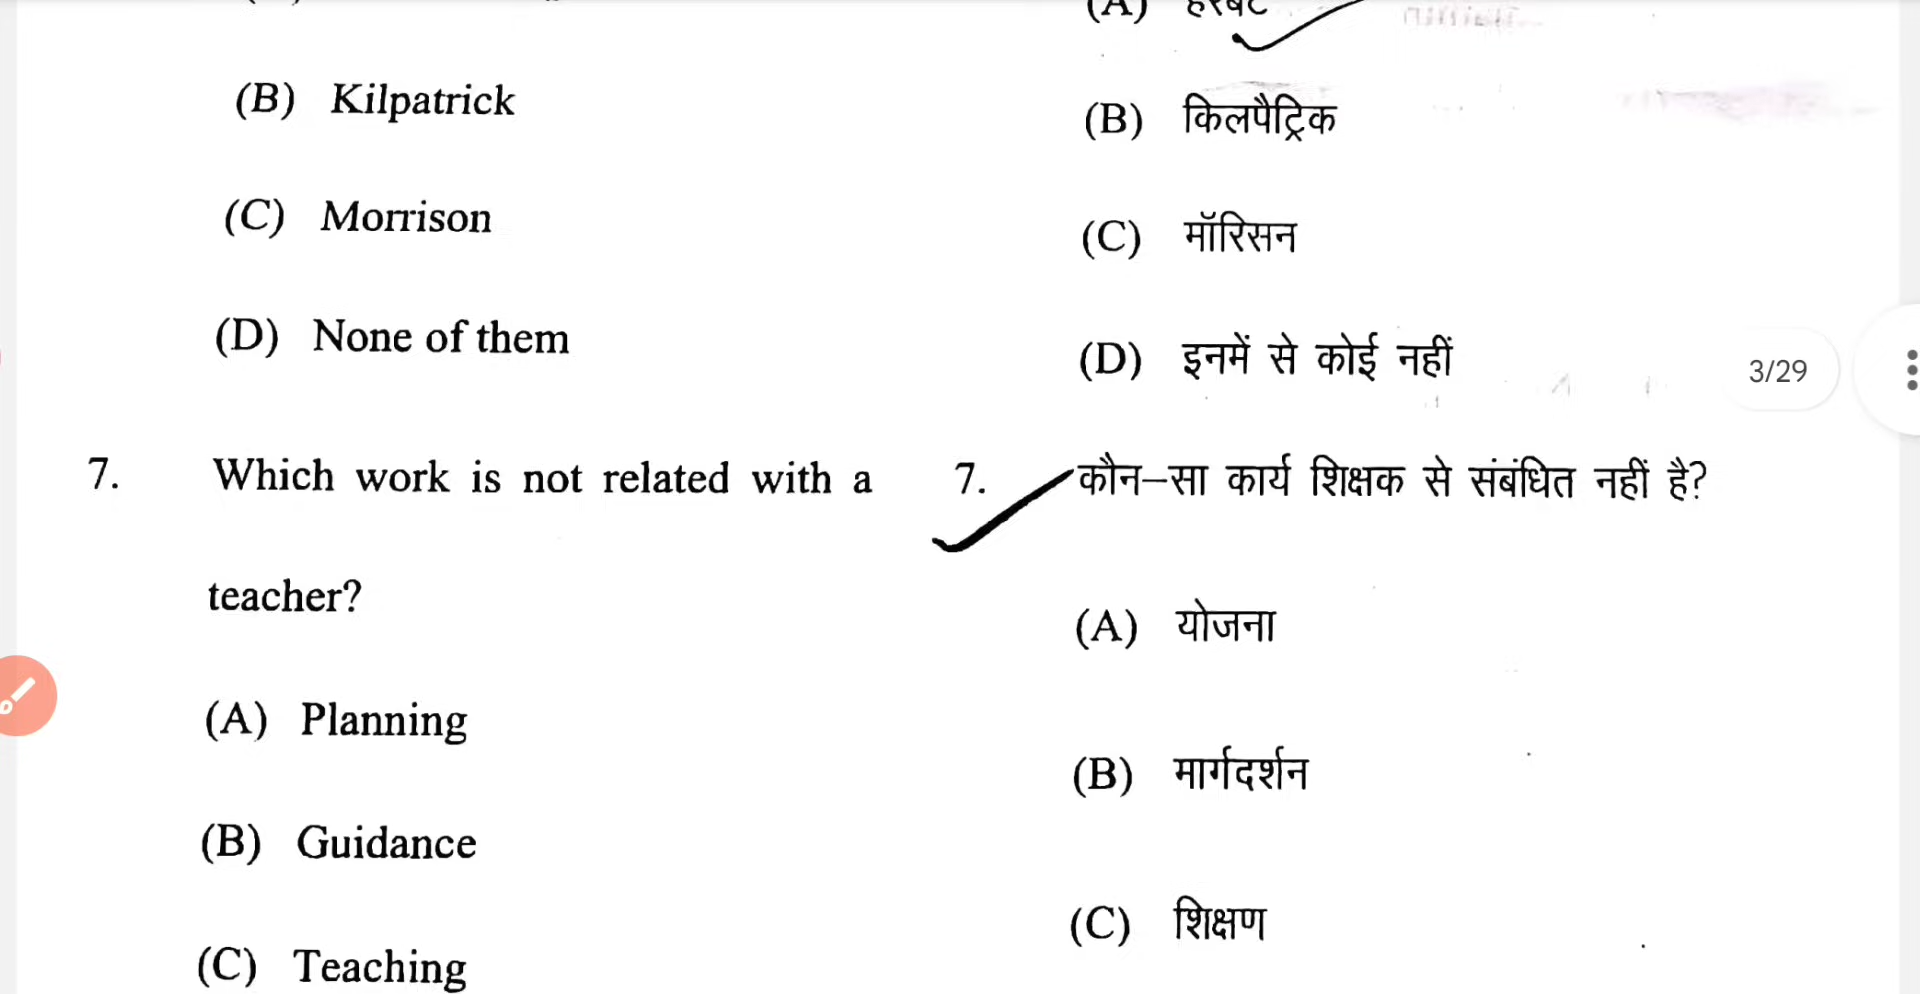 (B) Kilpatrick
(C) Morrison
(D) None of them
7. Which work is not related with a
teacher?
(A) Planning
(B) Guidance
(C) Teaching
(A) हरबर्ट
(B) किलपैट्रिक
(C) मॉरिसन
(D) इनमें से कोई नहीं
7. कौन–सा कार्य शिक्षक से संबंधित नहीं है?
(A) योजना
(B) मार्गदर्शन
(C) शिक्षण
3/29